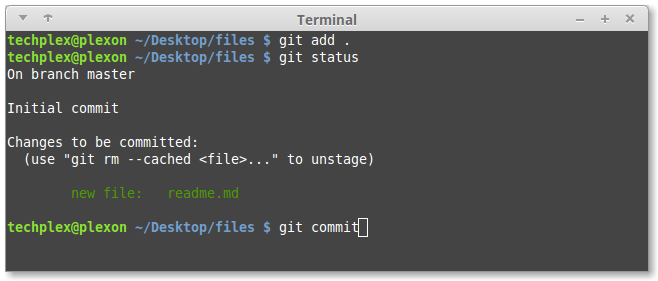 Terminal
techplex@plexon ~/Desktop/files $ git add .
techplex@plexon ~/Desktop/files $ git status
On branch master
Initial commit
Changes to be committed:
  (use "git rm --cached <file>..." to unstage)
        new file:   readme.md
techplex@plexon ~/Desktop/files $ git commit